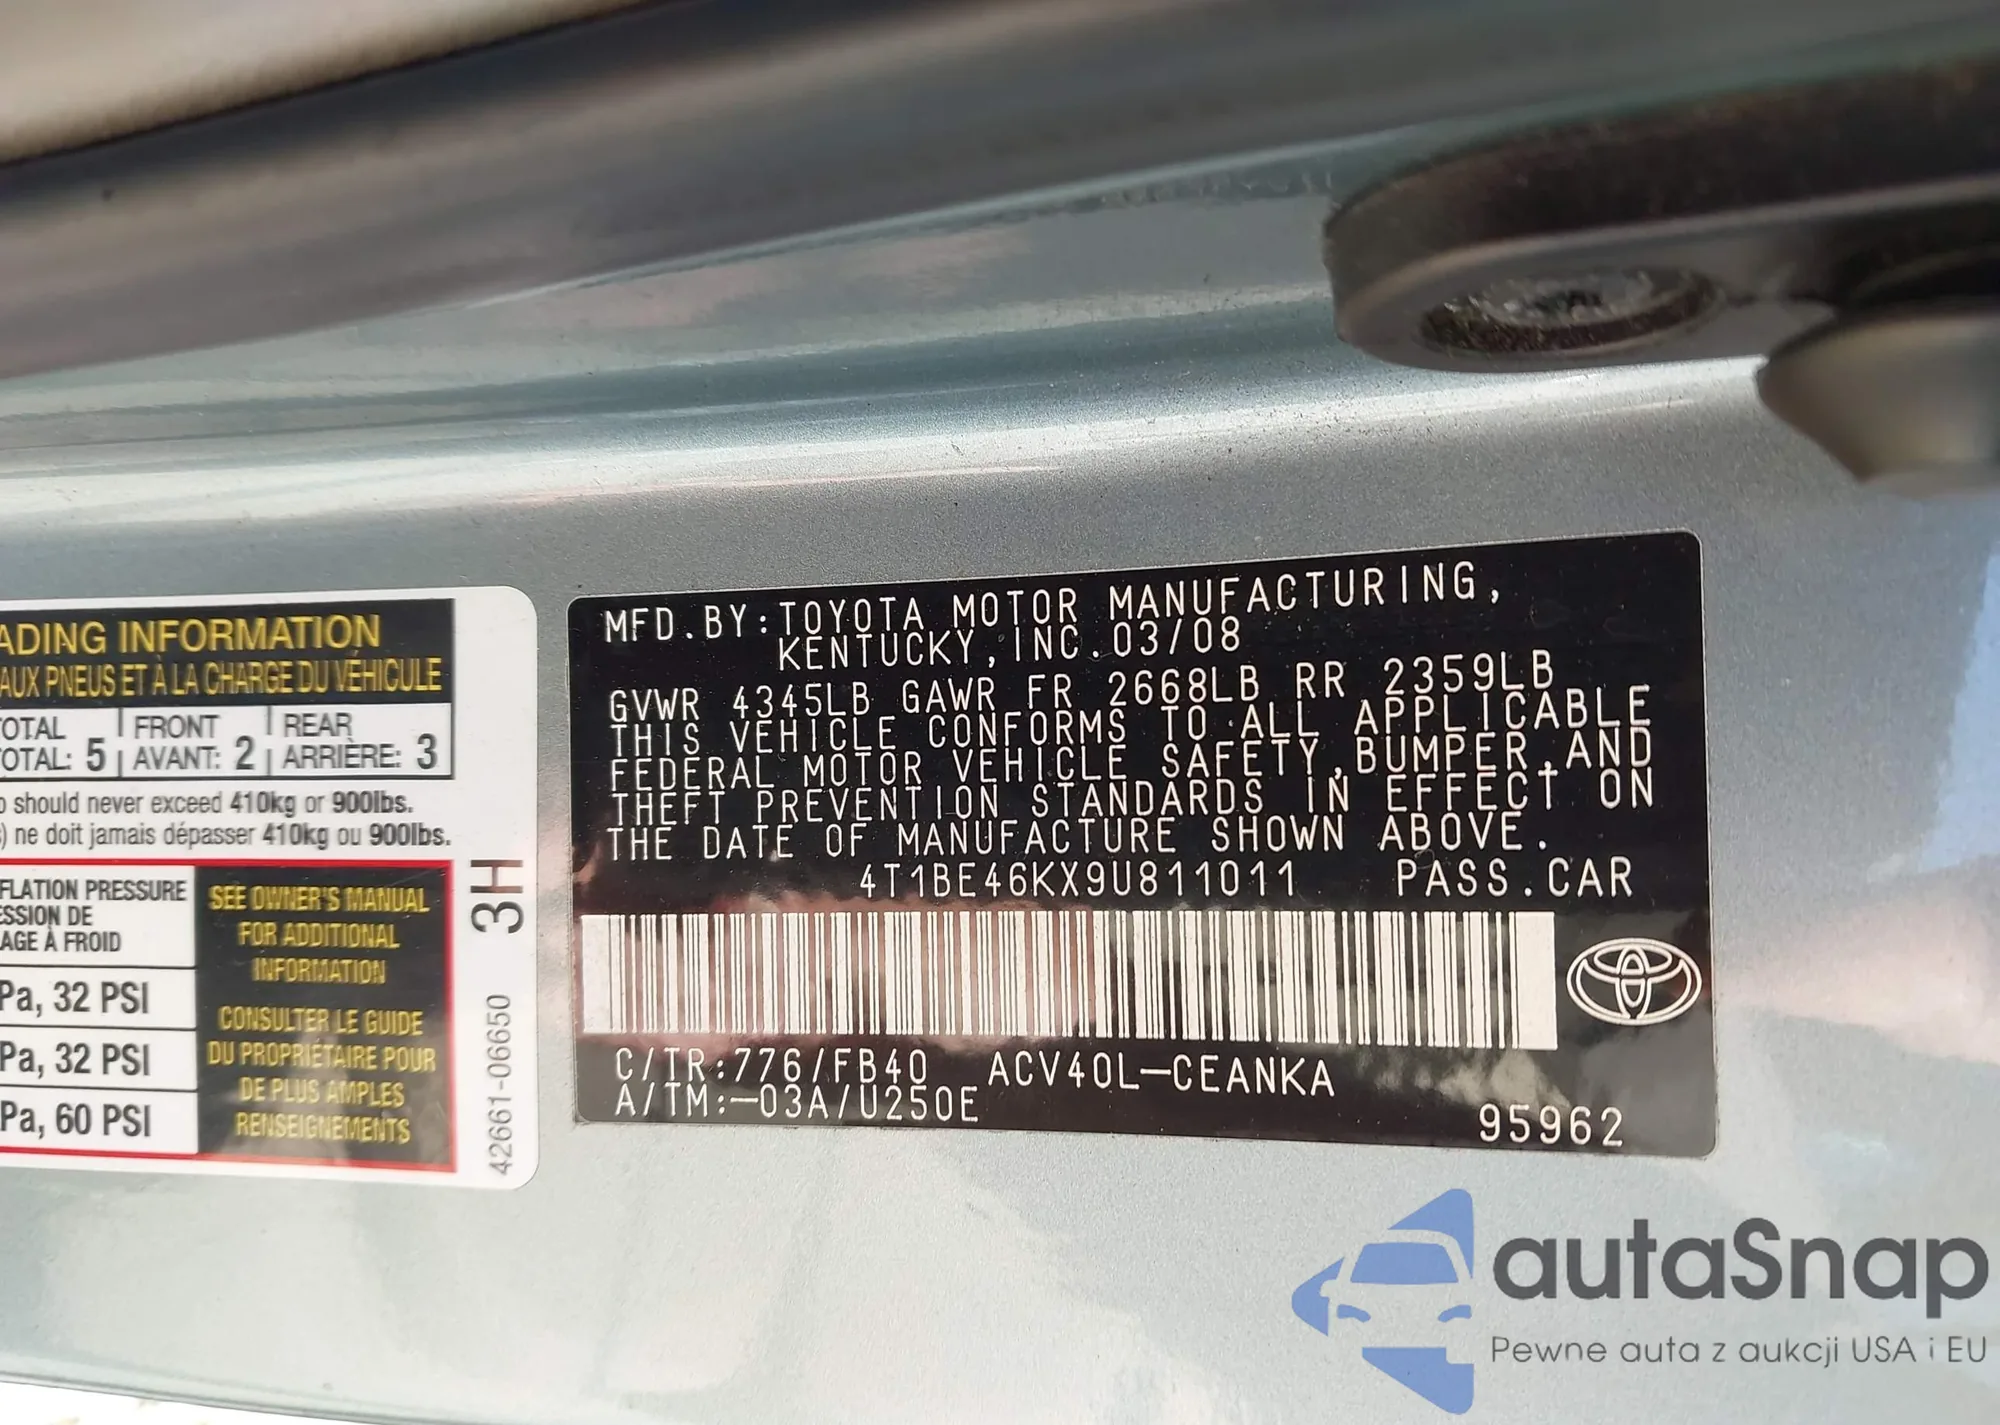 ADING INFORMATION
AUX PNEUS ET À LA CHARGE DU VÉHICULE
OTAL FRONT REAR
OTAL: 5 AVANT: 2 ARRIÈRE: 3
o should never exceed 410kg or 900lbs.
) ne doit jamais dépasser 410kg ou 900lbs.
FLATION PRESSURE
ESSION DE
AGE À FROID
Pa, 32 PSI
Pa, 32 PSI
Pa, 60 PSI
SEE OWNER'S MANUAL
FOR ADDITIONAL
INFORMATION
CONSULTER LE GUIDE
DU PROPRIÉTAIRE POUR
DE PLUS AMPLES
RENSEIGNEMENTS
3H
42661-06650
MFD.BY:TOYOTA MOTOR MANUFACTURING,
KENTUCKY,INC.03/08
GVWR 4345LB GAWR FR 2668LB RR 2359LB
THIS VEHICLE CONFORMS TO ALL APPLICABLE
FEDERAL MOTOR VEHICLE SAFETY,BUMPER,AND
THEFT PREVENTION STANDARDS IN EFFECT ON
THE DATE OF MANUFACTURE SHOWN ABOVE.
4T1BE46KX9U811011 PASS.CAR
C/TR:776/FB40 ACV40L-CEANKA
A/TM:-03A/U250E
95962
autaSnap
Pewne auta z aukcji USA i EU